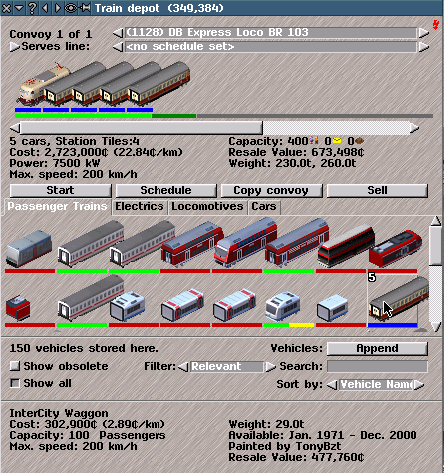 Train depot (349,384)
Convoy 1 of 1
(1128) DB Express Loco BR 103
Serves line:
<no schedule set>
5 cars, Station Tiles:4
Capacity: 400 0 0
Cost: 2,723,000¢ (22.84¢/km)
Resale Value: 673,498¢
Power: 7500 kW
Weight: 230.0t, 260.0t
Max. speed: 200 km/h
Start Schedule Copy convoy Sell
Passenger Trains Electrics Locomotives Cars
5
150 vehicles stored here.
Vehicles: Append
Show obsolete
Filter: Relevant
Search:
Show all
Sort by: Vehicle Name
InterCity Waggon
Cost: 302,900¢ (2.89¢/km)
Weight: 29.0t
Capacity: 100 Passengers
Available: Jan. 1971 - Dec. 2000
Max. speed: 200 km/h
Painted by TonyBzt
Resale Value: 477,760¢